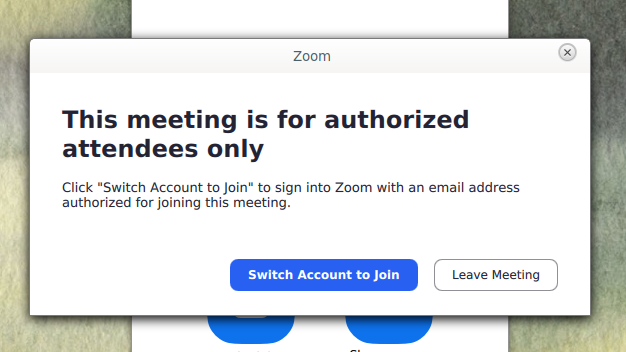 Zoom
This meeting is for authorized
attendees only
Click "Switch Account to Join" to sign into Zoom with an email address
authorized for joining this meeting.
Switch Account to Join
Leave Meeting